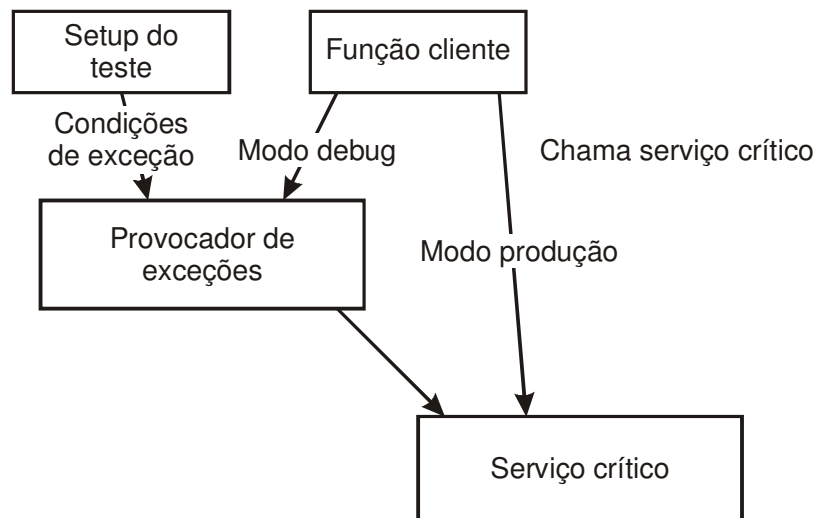 Setup do
teste
Função cliente
Condições
de exceção
Modo debug
Chama serviço crítico
Provocador de
exceções
Modo produção
Serviço crítico